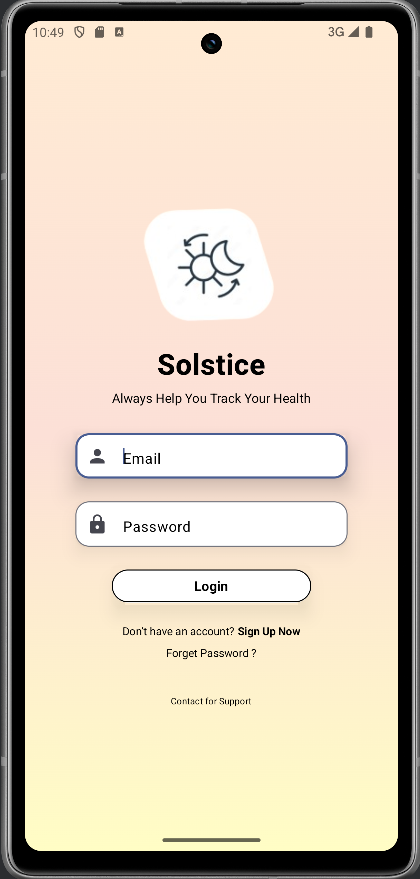 10:49
3G
Solstice
Always Help You Track Your Health
Email
Password
Login
Don't have an account? Sign Up Now
Forget Password ?
Contact for Support